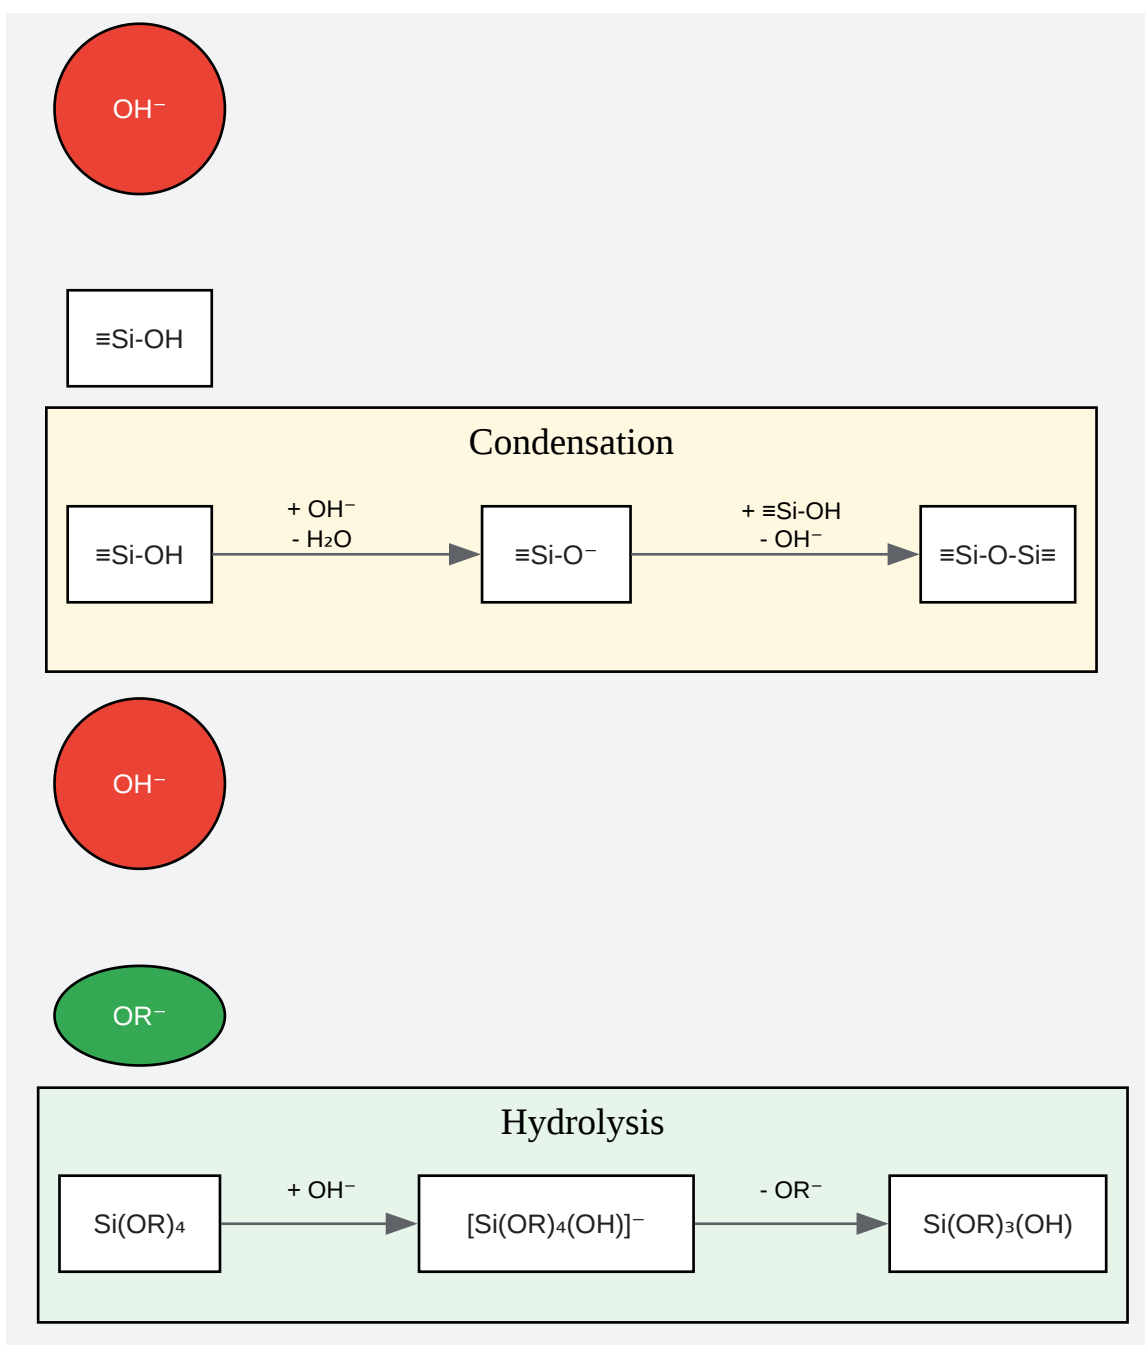 OH⁻
≡Si-OH
Condensation
≡Si-OH
+ OH⁻
- H₂O
≡Si-O⁻
+ ≡Si-OH
- OH⁻
≡Si-O-Si≡
OH⁻
OR⁻
Hydrolysis
Si(OR)₄
+ OH⁻
[Si(OR)₄(OH)]⁻
- OR⁻
Si(OR)₃(OH)